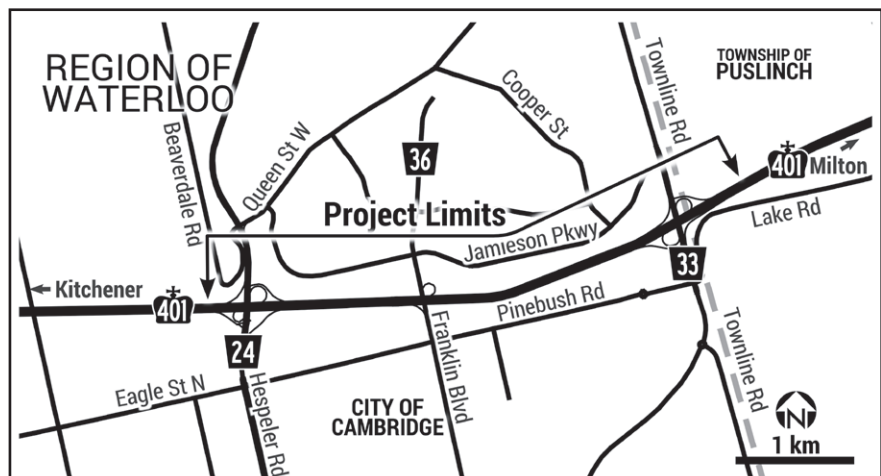 REGION OF
WATERLOO
TOWNSHIP OF
PUSLINCH
Beaverdale Rd
Queen St W
Cooper St
Townline Rd
36
401
Milton
Project Limits
Lake Rd
Jamieson Pkwy
33
Kitchener
401
Pinebush Rd
24
Franklin Blvd
Townline Rd
Eagle St N
Hespeler Rd
CITY OF
CAMBRIDGE
N
1 km